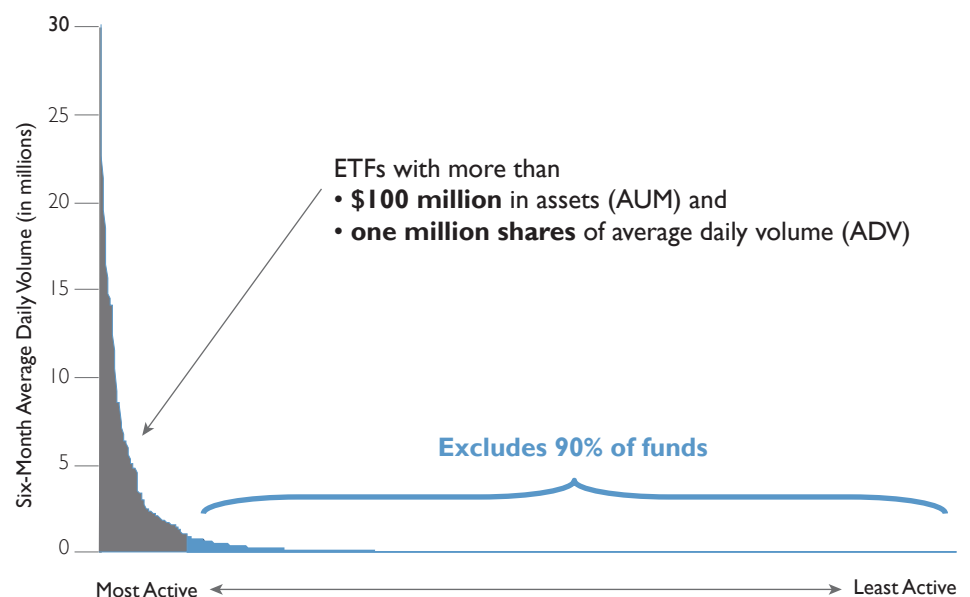 30
25
20
15
10
5
0
Six-Month Average Daily Volume (in millions)
ETFs with more than
• $100 million in assets (AUM) and
• one million shares of average daily volume (ADV)
Excludes 90% of funds
Most Active
Least Active